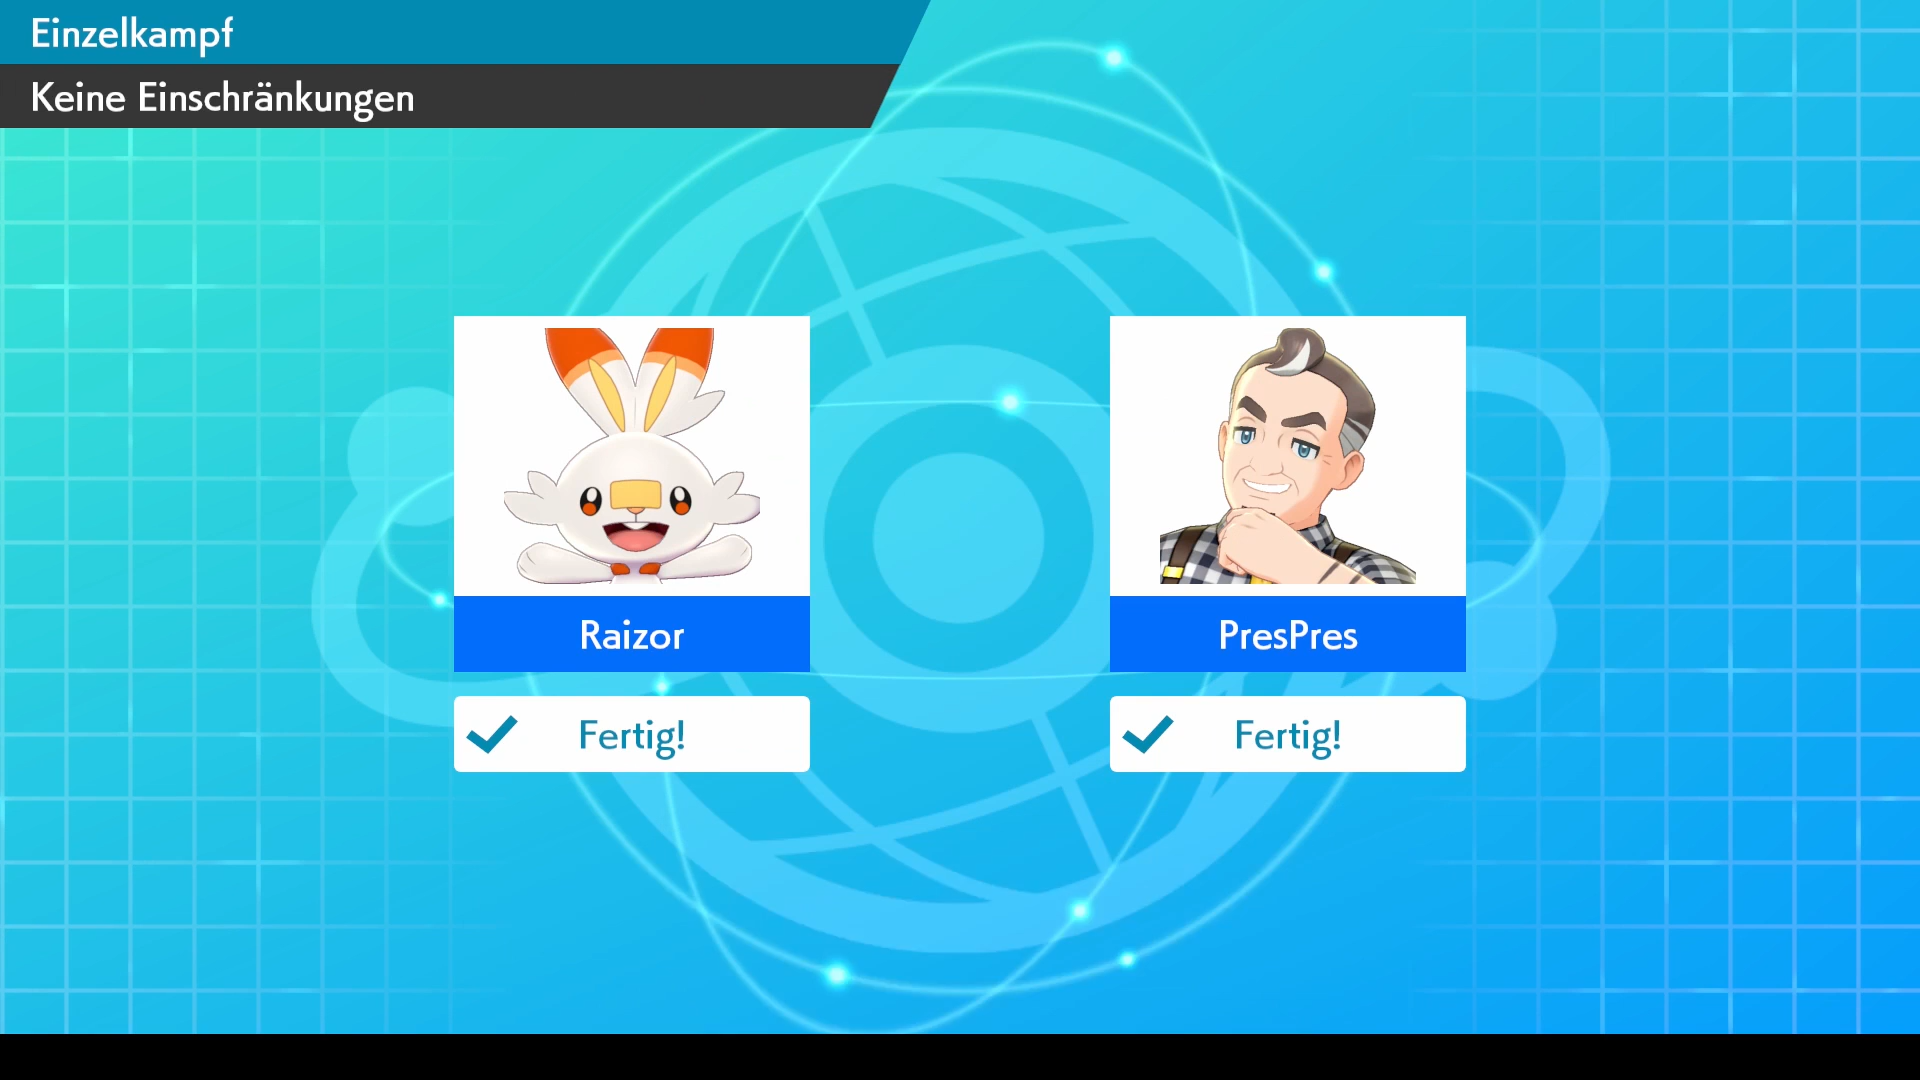 Einzelkampf
Keine Einschränkungen
Raizor
PresPres
Fertig!
Fertig!